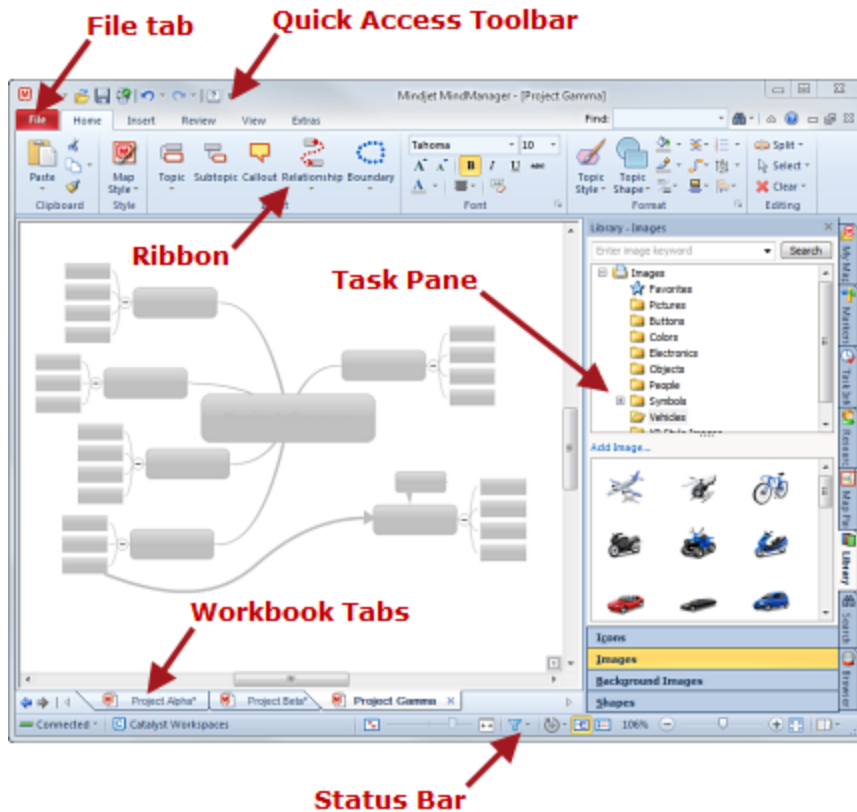 File tab
Quick Access Toolbar
Mindjet MindManager - [Project Gamma]
File Home Insert Review View Extras
Find:
Paste
Map Style
Topic Subtopic Callout Relationship Boundary
Tahoma 10
B I U
Topic Style
Topic Shape
Split
Select
Clear
Clipboard Style Font Format Editing
Ribbon
Task Pane
Library - Images
Enter image keyword Search
Images
Favorites
Pictures
Buttons
Colors
Electronics
Objects
People
Symbols
Vehicles
Add Image...
Icons
Images
Background Images
Shapes
Markers
Library
Search
Browser
Workbook Tabs
Project Alpha* Project Beta* Project Gamma
Connected Catalyst Workspaces 106%
Status Bar